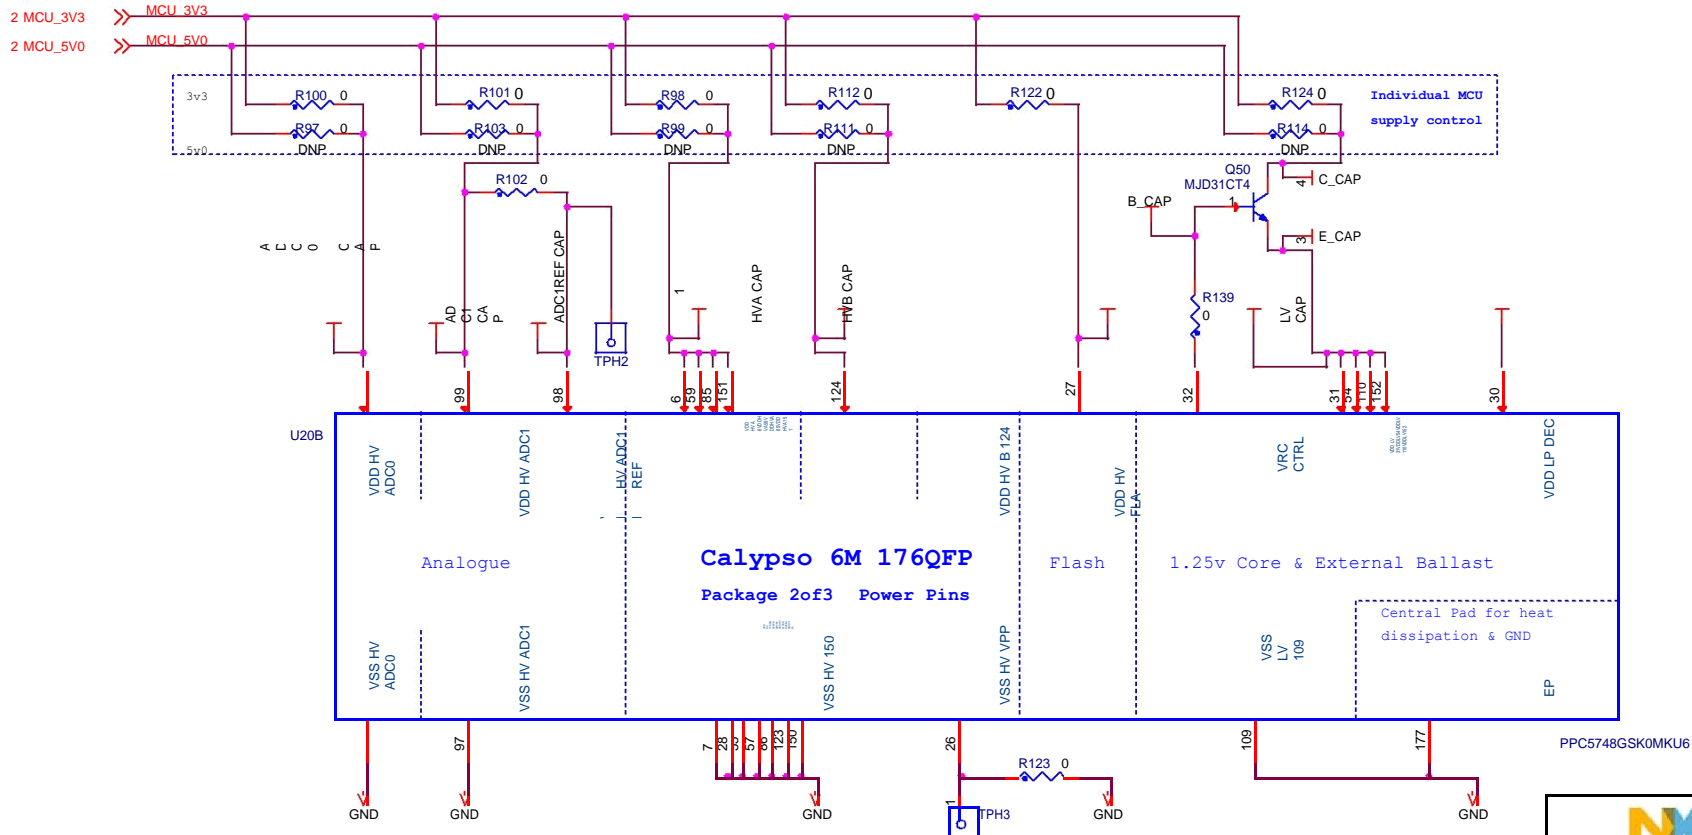 2 MCU_3V3
MCU_3V3
2 MCU_5V0
MCU_5V0
3v3
R100 0
R101 0
R98 0
R112 0
R122 0
R124 0
Individual MCU
supply control
R97 0
R103 0
R99 0
R111 0
R114 0
5v0
DNP
DNP
DNP
DNP
DNP
R102 0
Q50
MJD31CT4
4
C_CAP
B_CAP
1
3
E_CAP
A
D
C
0
C
A
P
AD
C1
CA
P
ADC1REF CAP
1
HVA CAP
HVB CAP
R139
0
LV
CAP
TPH2
99
98
6
59
85
151
124
27
32
31
54
110
152
30
U20B
VDD HV
ADC0
VDD HV ADC1
HV ADC1
REF
VDD HV B 124
VDD HV
FLA
VRC
CTRL
VDD LP DEC
Analogue
Calypso 6M 176QFP
Package 2of3 Power Pins
Flash
1.25v Core & External Ballast
Central Pad for heat
dissipation & GND
VSS HV
ADC0
VSS HV ADC1
VSS HV 150
VSS HV VPP
VSS
LV
109
EP
97
7
28
57
86
123
150
26
109
177
PPC5748GSK0MKU6
R123 0
GND
GND
GND
1
TPH3
GND
GND